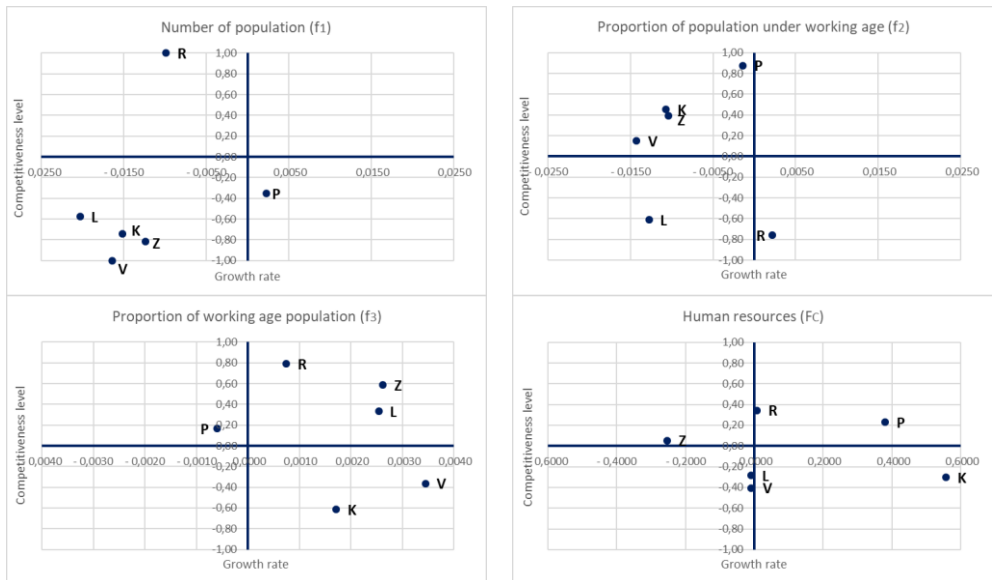 Number of population (f1)
1,00
R
0,80
0,60
0,40
0,20
0,00
- 0,0250
- 0,0150
- 0,0050
0,0050
0,0150
0,0250
-0,20
P
-0,40
L
-0,60
K
-0,80
Z
-1,00
V
Competitiveness level
Growth rate
Proportion of population under working age (f2)
1,00
P
0,80
0,60
K
0,40
Z
0,20
V
0,00
- 0,0250
- 0,0150
- 0,0050
0,0050
0,0150
0,0250
-0,20
-0,40
L
-0,60
R
-0,80
-1,00
Competitiveness level
Growth rate
Proportion of working age population (f3)
1,00
0,80
R
0,60
Z
0,40
L
0,20
P
0,00
- 0,0040
- 0,0030
- 0,0020
- 0,0010
0,0000
0,0010
0,0020
0,0030
0,0040
-0,20
V
-0,40
K
-0,60
-0,80
-1,00
Competitiveness level
Growth rate
Human resources (FC)
1,00
0,80
0,60
0,40
R
0,20
P
Z
0,00
- 0,6000
- 0,4000
- 0,2000
0,0000
0,2000
0,4000
0,6000
-0,20
L
K
-0,40
V
-0,60
-0,80
-1,00
Competitiveness level
Growth rate